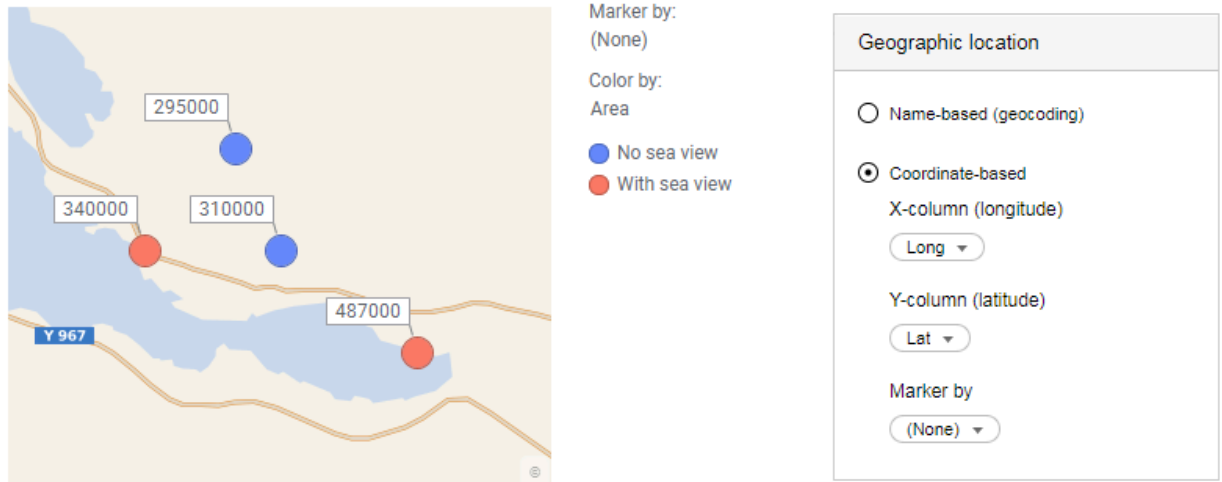 295000
340000
310000
487000
Y 967
©
Marker by:
(None)
Color by:
Area
No sea view
With sea view
Geographic location
Name-based (geocoding)
Coordinate-based
X-column (longitude)
Long
Y-column (latitude)
Lat
Marker by
(None)